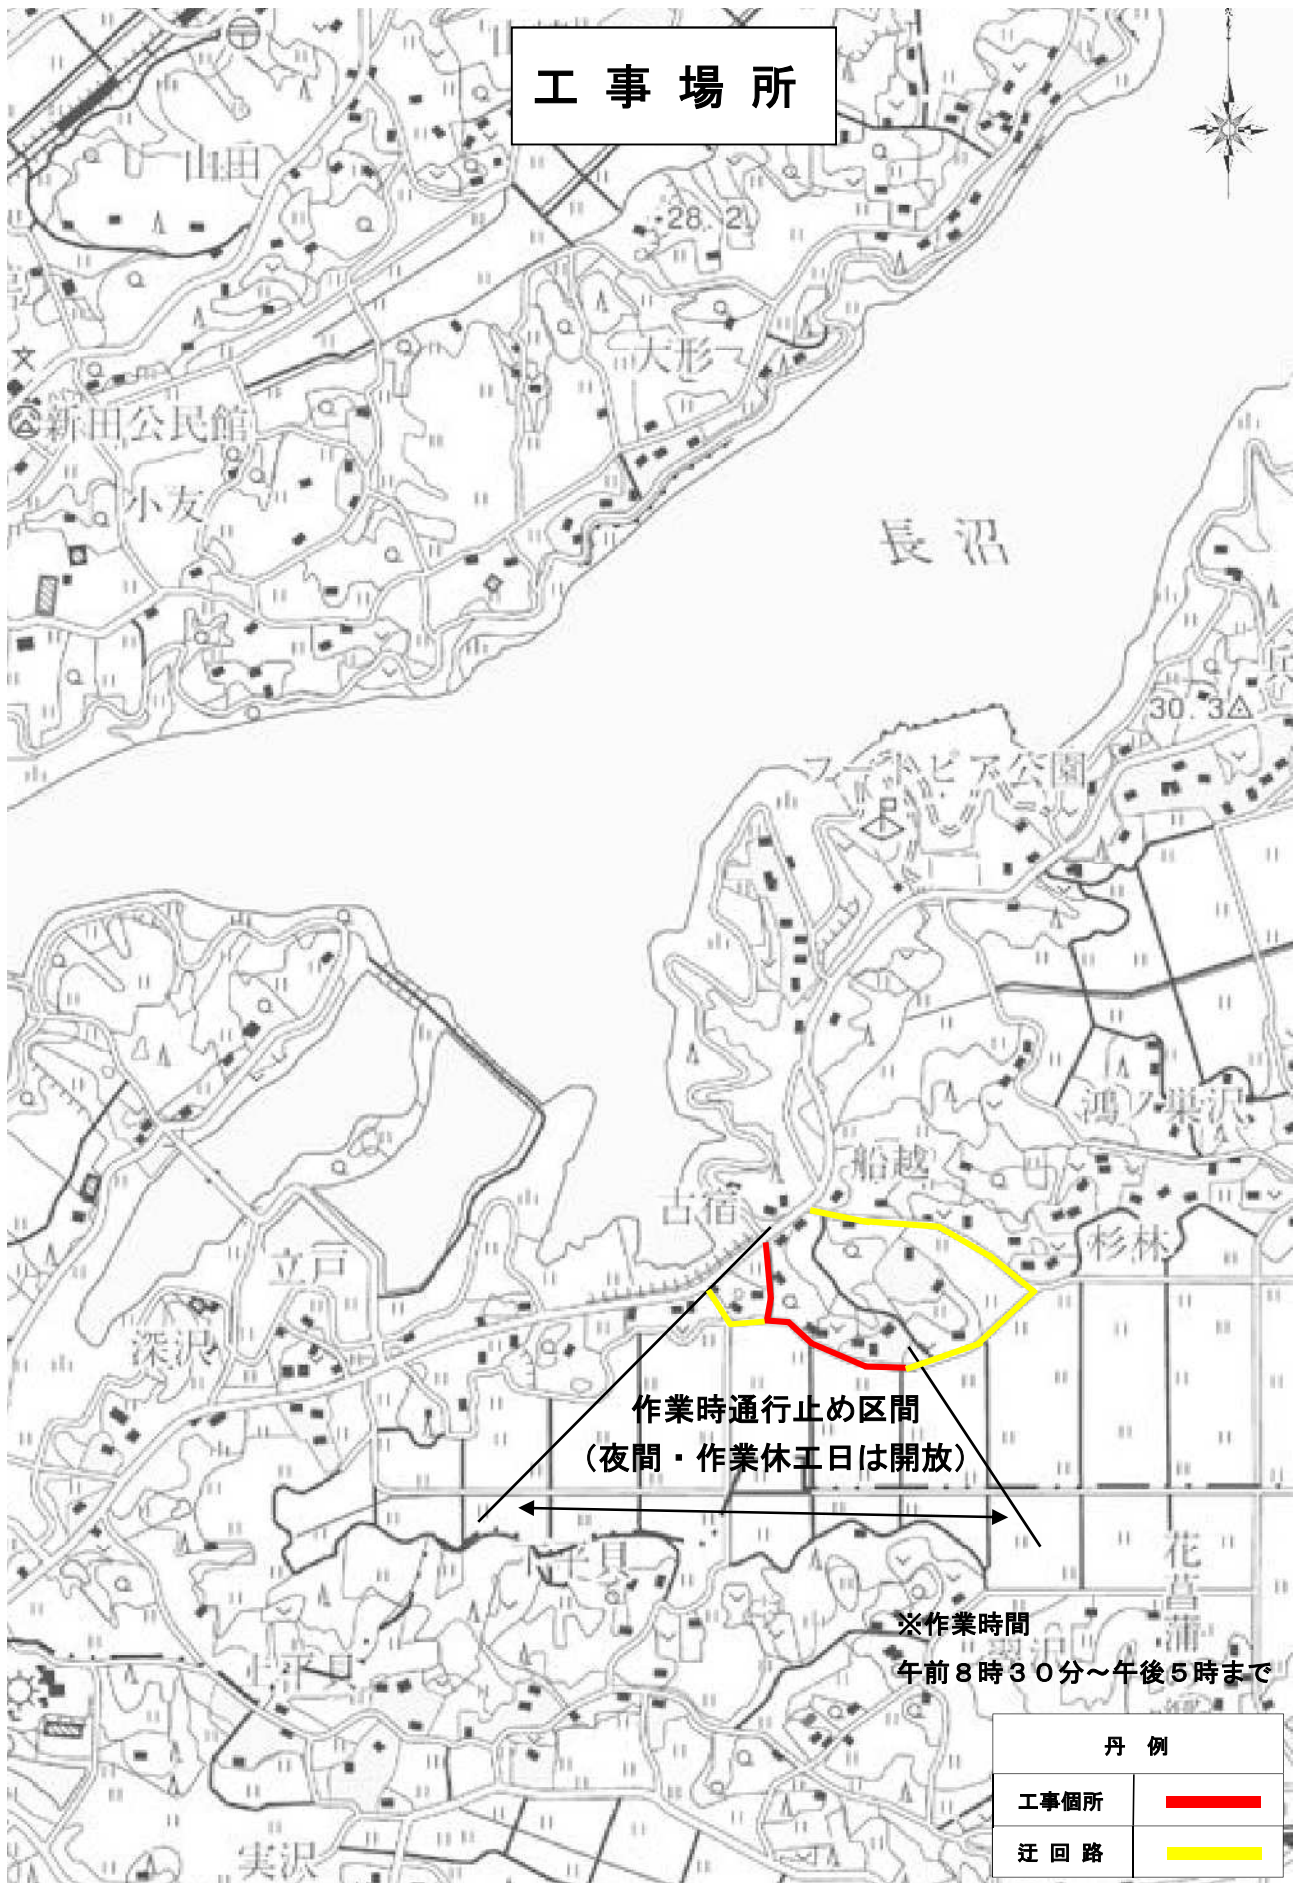 工事場所
山田
28.2
大形
新田公民館
小友
長沼
30.3
フートピア公園
鴻ノ巣沢
船越
古宿
杉林
立戸
深沢
作業時通行止め区間
（夜間・作業休工日は開放）
花菖蒲
※作業時間
午前８時３０分～午後５時まで
実沢
丹 例
工事個所
迂回路